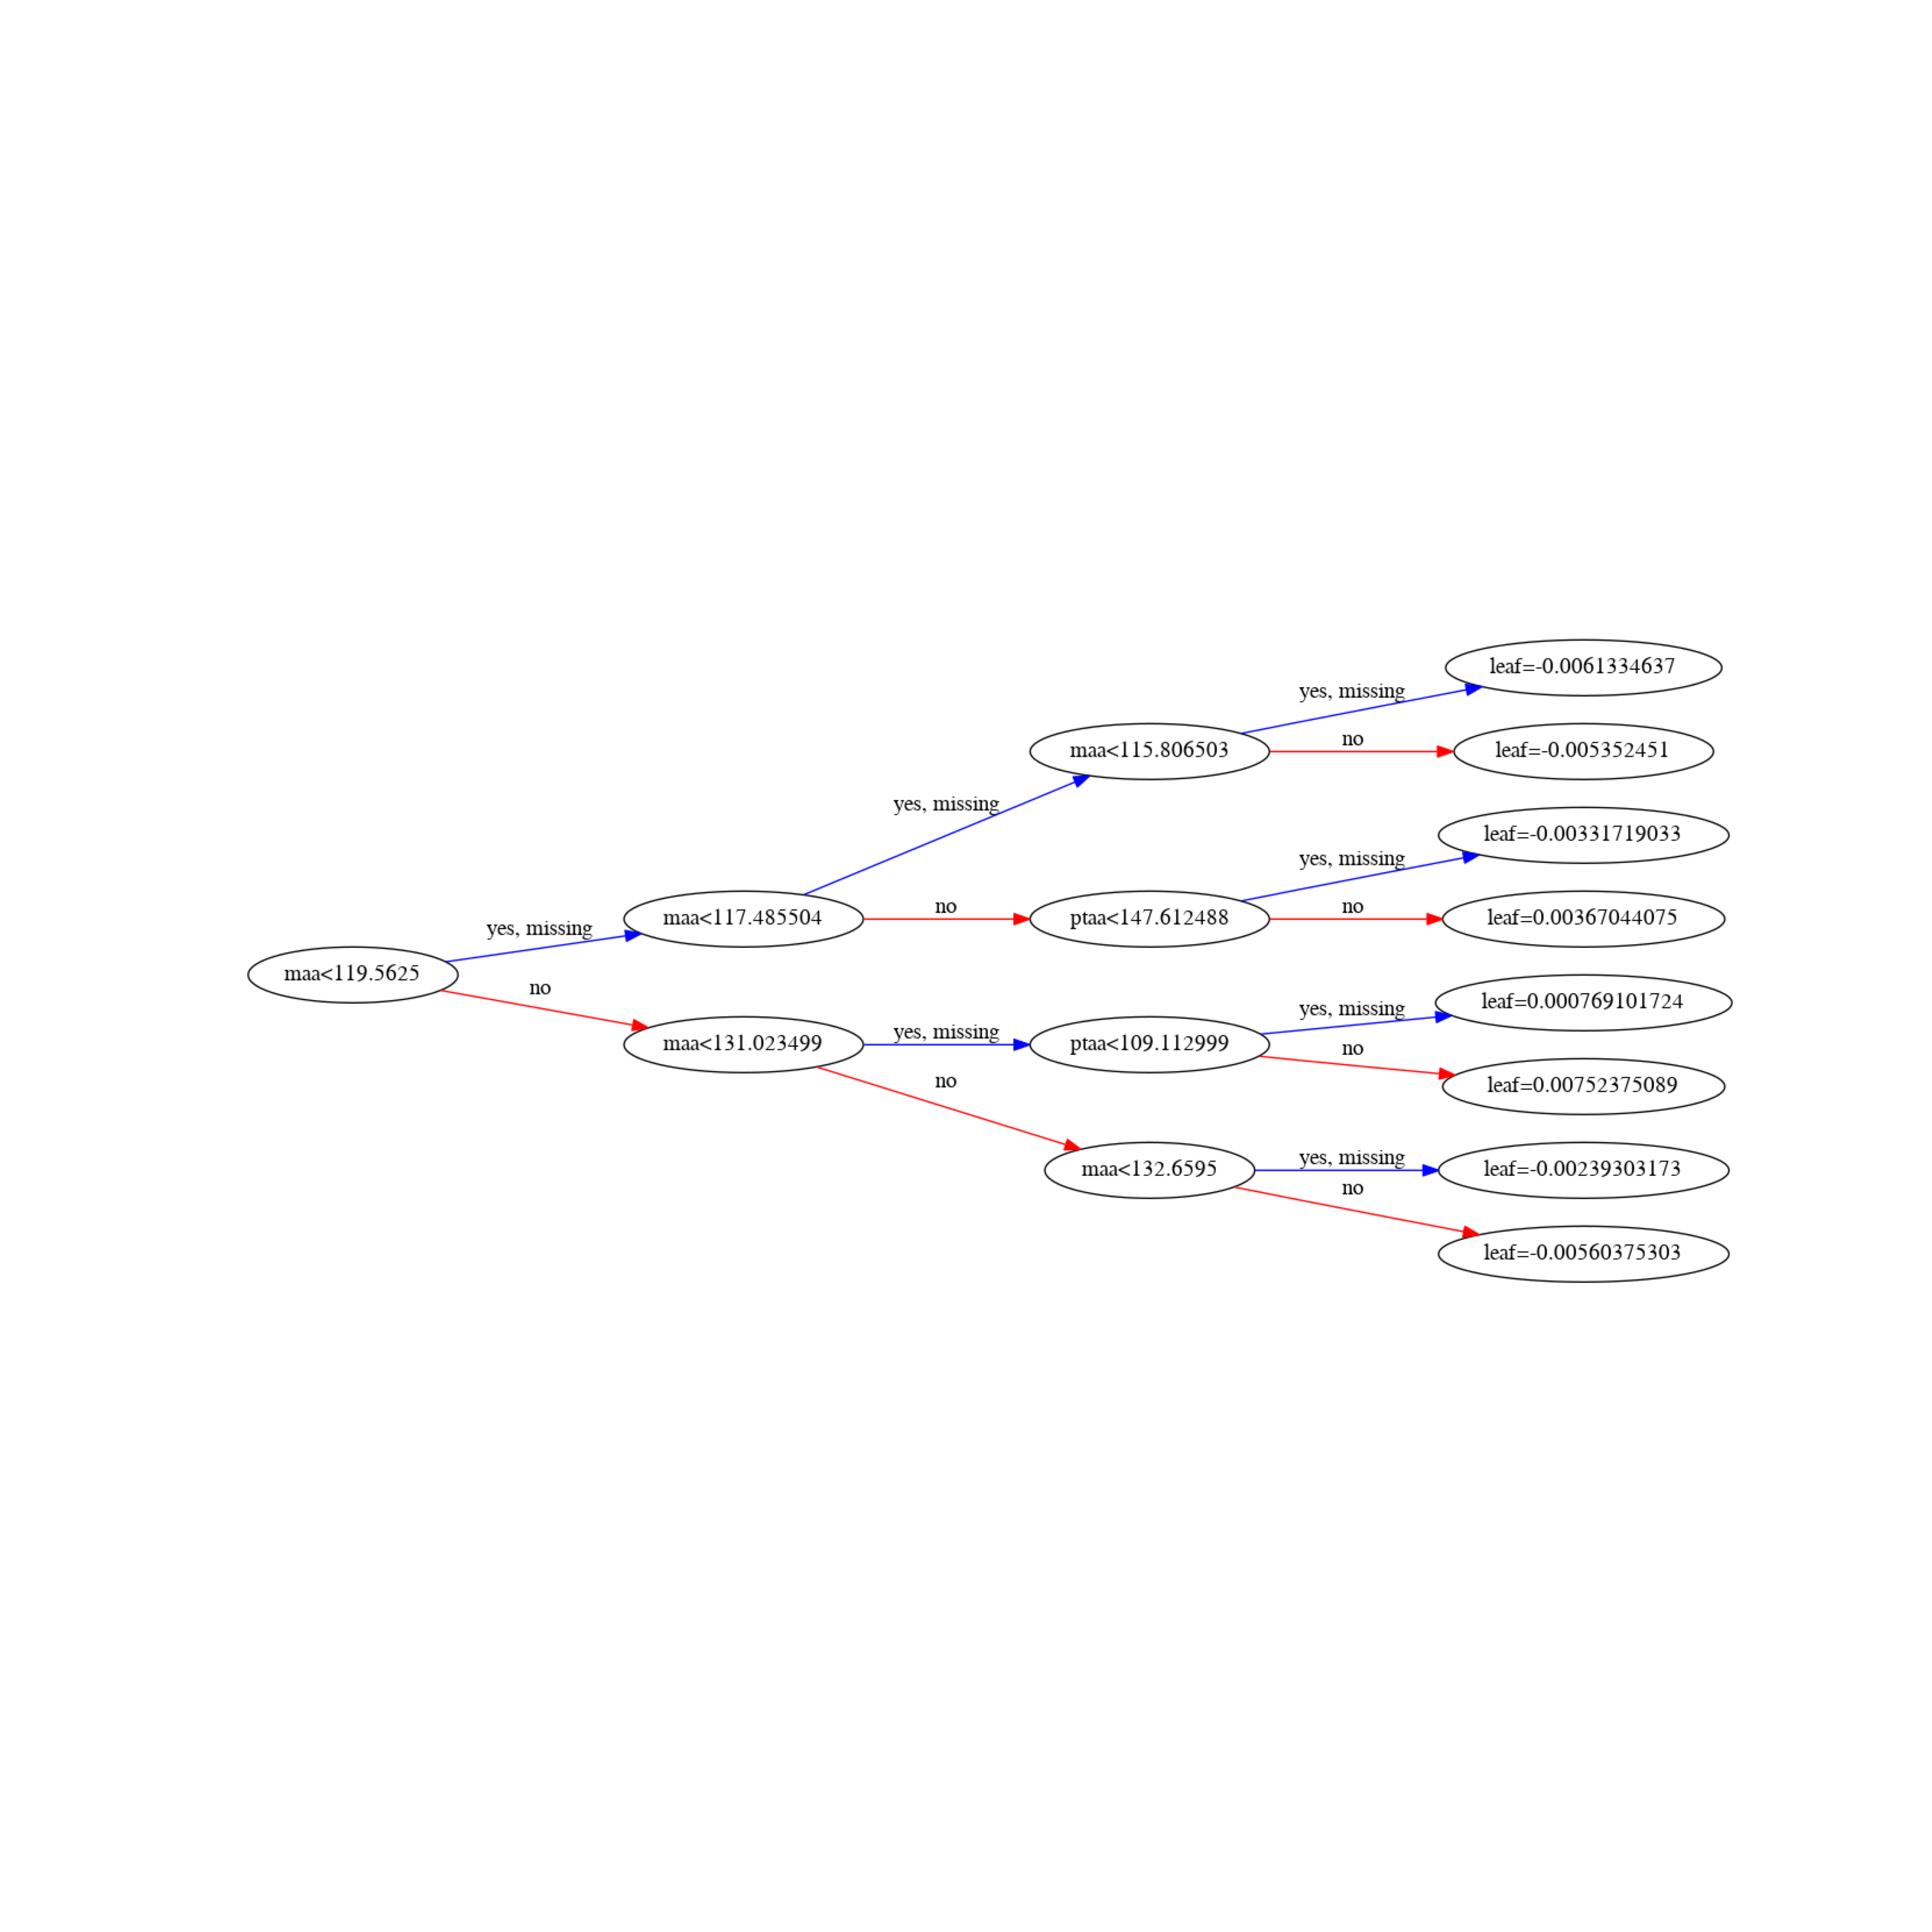 leaf=-0.0061334637
yes, missing
maa<115.806503
no
leaf=-0.005352451
yes, missing
yes, missing
leaf=-0.00331719033
maa<117.485504
no
ptaa<147.612488
no
leaf=0.00367044075
yes, missing
maa<119.5625
no
yes, missing
leaf=0.000769101724
maa<131.023499
yes, missing
ptaa<109.112999
no
leaf=0.00752375089
no
maa<132.6595
yes, missing
leaf=-0.00239303173
no
leaf=-0.00560375303